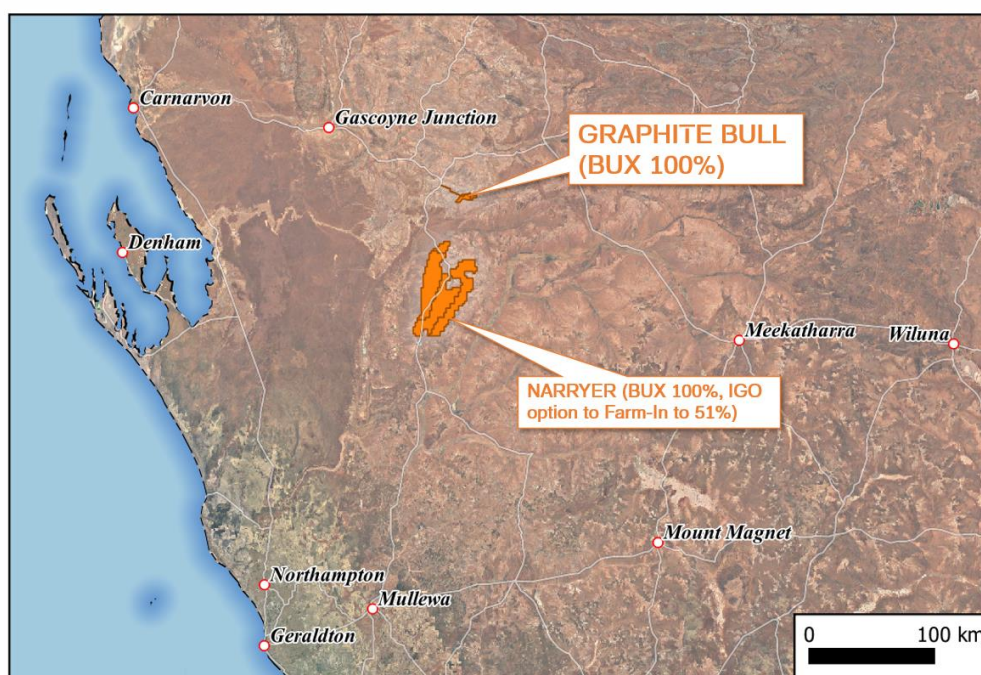 Carnarvon
Gascoyne Junction
GRAPHITE BULL
(BUX 100%)
Denham
Meekatharra
Wiluna
NARRYER (BUX 100%, IGO
option to Farm-In to 51%)
Mount Magnet
Northampton
Mullewa
Geraldton
0 100 km